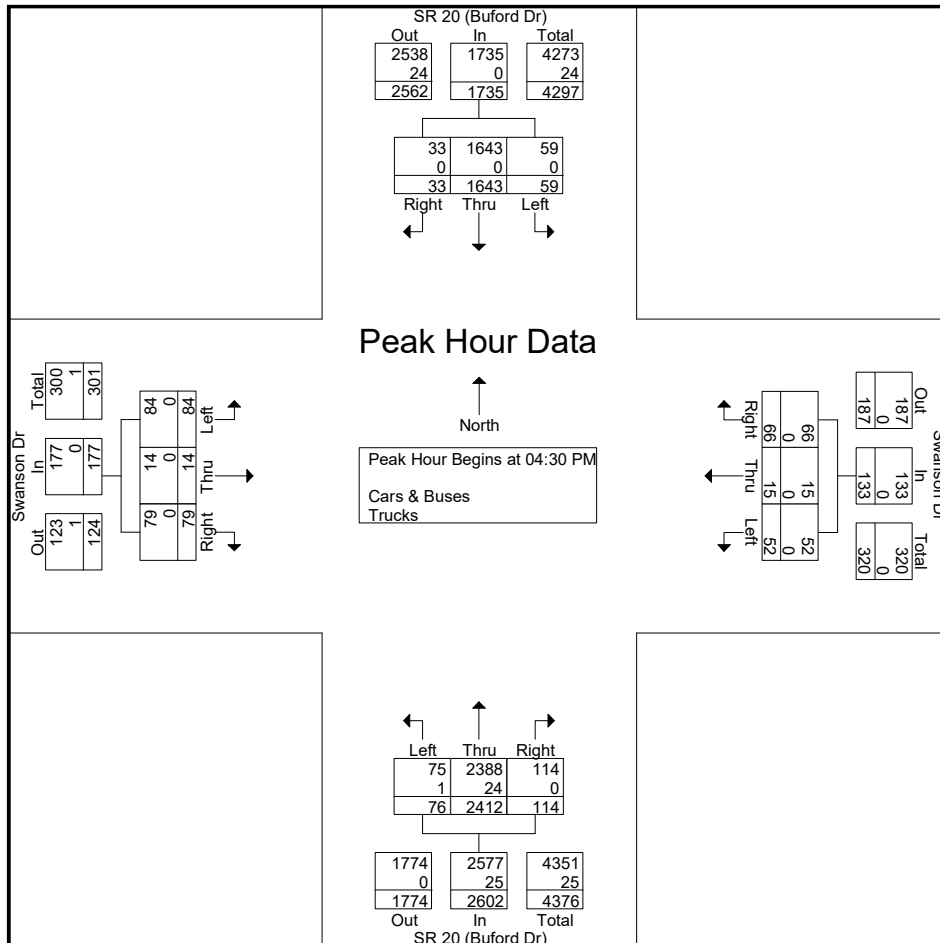 SR 20 (Buford Dr)
Out In Total
2538 1735 4273
24 0 24
2562 1735 4297
33 1643 59
0 0 0
33 1643 59
Right Thru Left
Peak Hour Data
North
Peak Hour Begins at 04:30 PM
Cars & Buses
Trucks
Swanson Dr
Total In Out
300 177 123
1 0 1
301 177 124
84 14 79
0 0 0
84 14 79
Left Thru Right
Right Thru Left
66 15 52
0 0 0
66 15 52
187 133 320
0 0 0
187 133 320
Out In Total
Swanson Dr
Left Thru Right
75 2388 114
1 24 0
76 2412 114
1774 2577 4351
0 25 25
1774 2602 4376
Out In Total
SR 20 (Buford Dr)